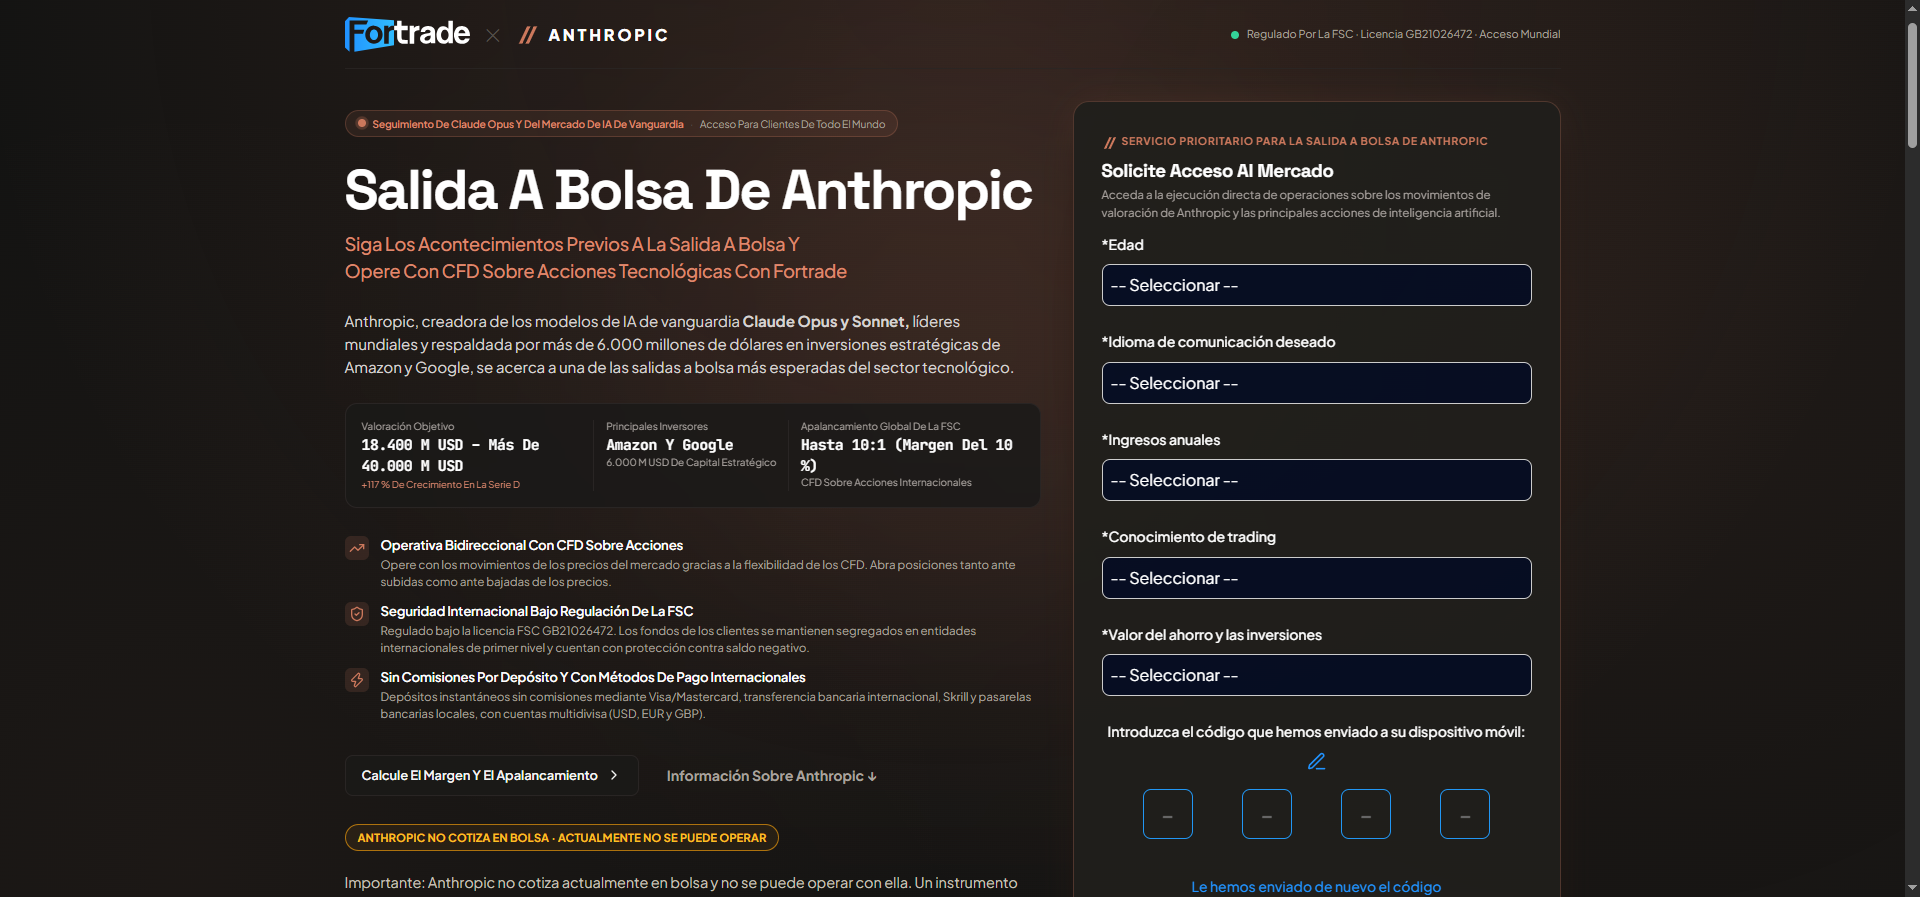 Fortrade × // ANTHROPIC
Regulado Por La FSC · Licencia GB21026472 · Acceso Mundial
Seguimiento De Claude Opus Y Del Mercado De IA De Vanguardia · Acceso Para Clientes De Todo El Mundo
Salida A Bolsa De Anthropic
Siga Los Acontecimientos Previos A La Salida A Bolsa Y
Opere Con CFD Sobre Acciones Tecnológicas Con Fortrade
Anthropic, creadora de los modelos de IA de vanguardia Claude Opus y Sonnet, líderes
mundiales y respaldada por más de 6.000 millones de dólares en inversiones estratégicas de
Amazon y Google, se acerca a una de las salidas a bolsa más esperadas del sector tecnológico.
Valoración Objetivo
18.400 M USD – Más De
40.000 M USD
+117 % De Crecimiento En La Serie D
Principales Inversores
Amazon Y Google
6.000 M USD De Capital Estratégico
Apalancamiento Global De La FSC
Hasta 10:1 (Margen Del 10
%)
CFD Sobre Acciones Internacionales
Operativa Bidireccional Con CFD Sobre Acciones
Opere con los movimientos de los precios del mercado gracias a la flexibilidad de los CFD. Abra posiciones tanto ante
subidas como ante bajadas de los precios.
Seguridad Internacional Bajo Regulación De La FSC
Regulado bajo la licencia FSC GB21026472. Los fondos de los clientes se mantienen segregados en entidades
internacionales de primer nivel y cuentan con protección contra saldo negativo.
Sin Comisiones Por Depósito Y Con Métodos De Pago Internacionales
Depósitos instantáneos sin comisiones mediante Visa/Mastercard, transferencia bancaria internacional, Skrill y pasarelas
bancarias locales, con cuentas multidivisa (USD, EUR y GBP).
Calcule El Margen Y El Apalancamiento >
Información Sobre Anthropic ↓
ANTHROPIC NO COTIZA EN BOLSA · ACTUALMENTE NO SE PUEDE OPERAR
Importante: Anthropic no cotiza actualmente en bolsa y no se puede operar con ella. Un instrumento
// SERVICIO PRIORITARIO PARA LA SALIDA A BOLSA DE ANTHROPIC
Solicite Acceso Al Mercado
Acceda a la ejecución directa de operaciones sobre los movimientos de
valoración de Anthropic y las principales acciones de inteligencia artificial.
*Edad
-- Seleccionar --
*Idioma de comunicación deseado
-- Seleccionar --
*Ingresos anuales
-- Seleccionar --
*Conocimiento de trading
-- Seleccionar --
*Valor del ahorro y las inversiones
-- Seleccionar --
Introduzca el código que hemos enviado a su dispositivo móvil:
– – – –
Le hemos enviado de nuevo el código